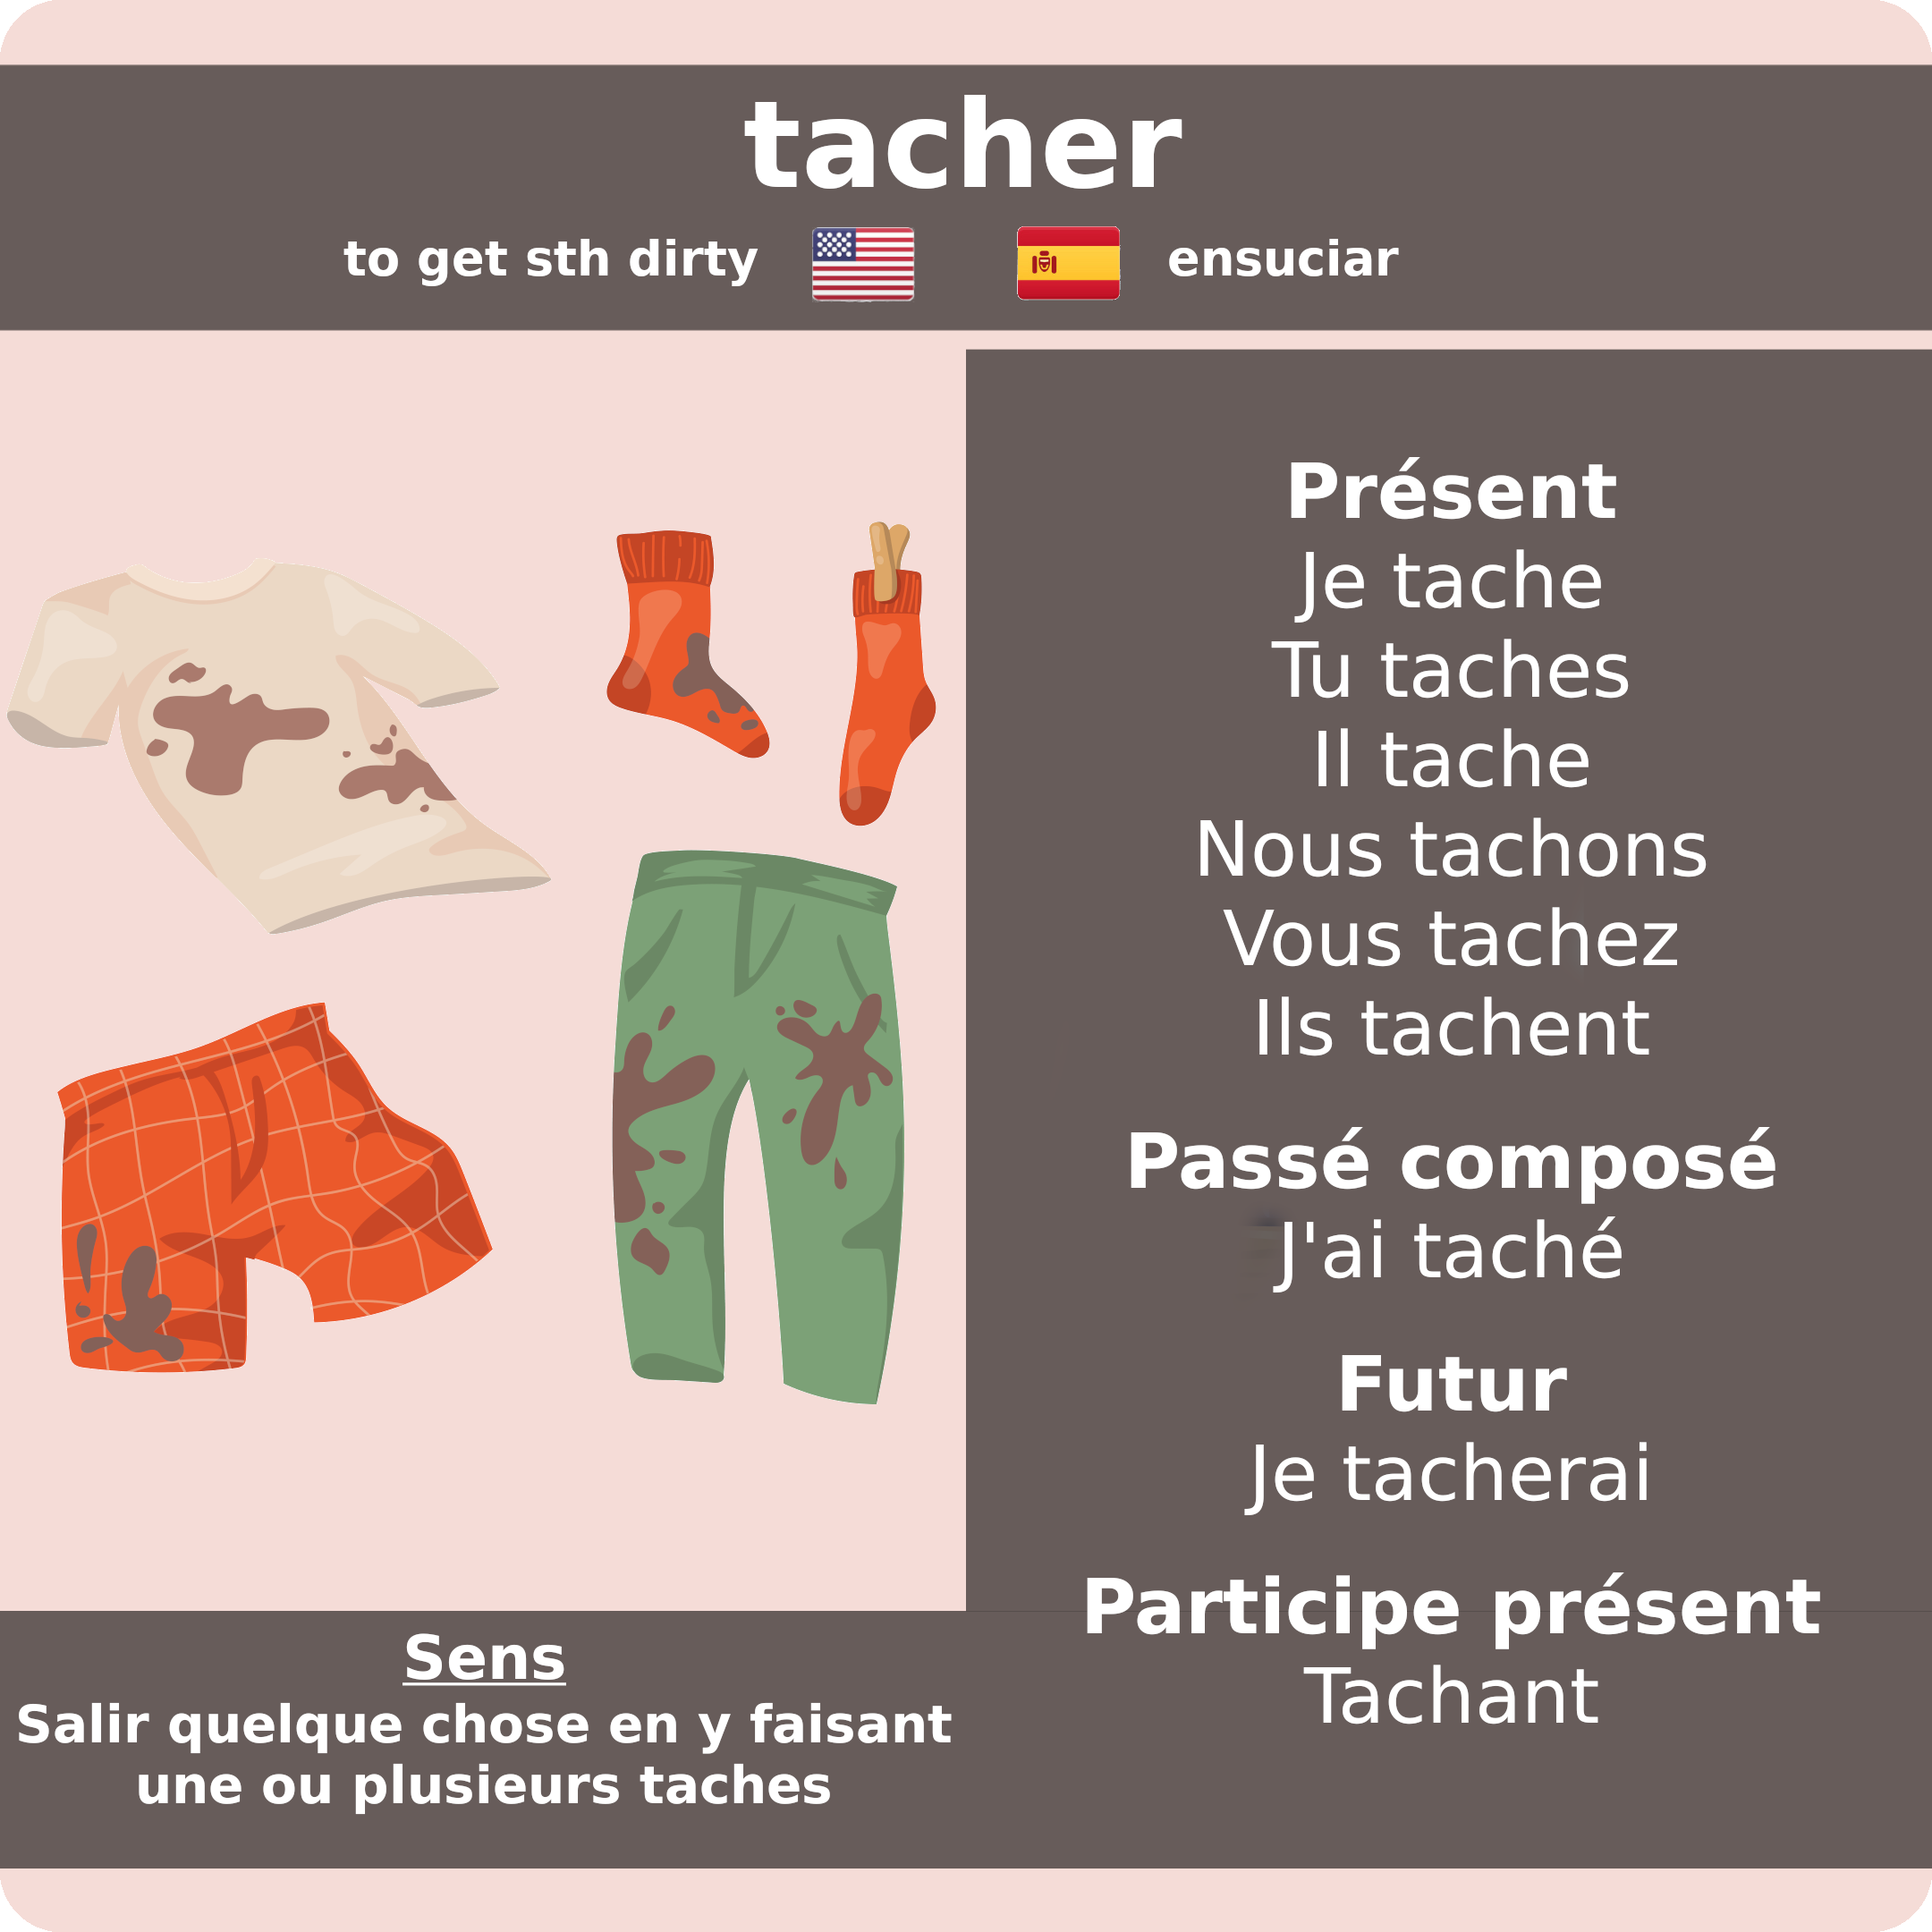 tacher
to get sth dirty
ensuciar
Présent
Je tache
Tu taches
Il tache
Nous tachons
Vous tachez
Ils tachent
Passé composé
J'ai taché
Futur
Je tacherai
Participe présent
Tachant
Sens
Salir quelque chose en y faisant
une ou plusieurs taches